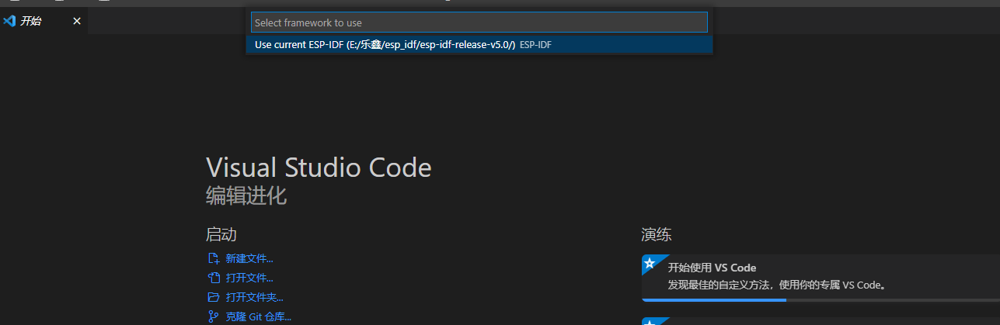 开始
Select framework to use
Use current ESP-IDF (E:/乐鑫/esp_idf/esp-idf-release-v5.0/) ESP-IDF
Visual Studio Code
编辑进化
启动
新建文件...
打开文件...
打开文件夹...
克隆 Git 仓库...
演练
开始使用 VS Code
发现最佳的自定义方法，使用你的专属 VS Code。